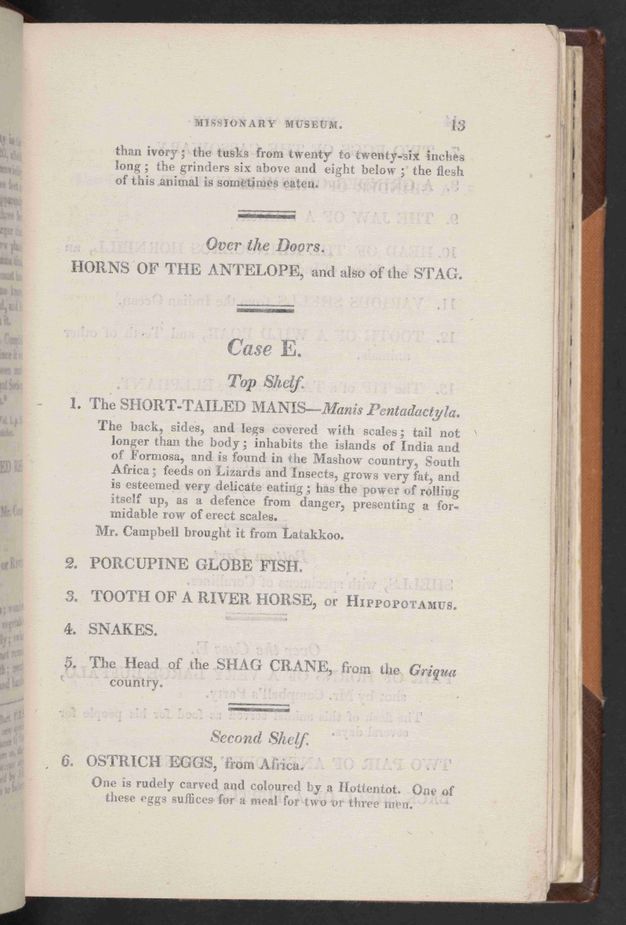 MISSIONARY MUSEUM. 13
than ivory; the tusks from twenty to twenty-six inches
long; the grinders six above and eight below; the flesh
of this animal is sometimes eaten.
Over the Doors.
HORNS OF THE ANTELOPE, and also of the STAG.
Case E.
Top Shelf.
1. The SHORT-TAILED MANIS—Manis Pentadactyla.
The back, sides, and legs covered with scales; tail not
longer than the body; inhabits the islands of India and
of Formosa, and is found in the Mashow country, South
Africa; feeds on Lizards and Insects, grows very fat, and
is esteemed very delicate eating; has the power of rolling
itself up, as a defence from danger, presenting a for-
midable row of erect scales.
Mr. Campbell brought it from Latakkoo.
2. PORCUPINE GLOBE FISH.
3. TOOTH OF A RIVER HORSE, or HIPPOPOTAMUS.
4. SNAKES.
5. The Head of the SHAG CRANE, from the Griqua
country.
Second Shelf.
6. OSTRICH EGGS, from Africa.
One is rudely carved and coloured by a Hottentot. One of
these eggs suffices for a meal for two or three men.